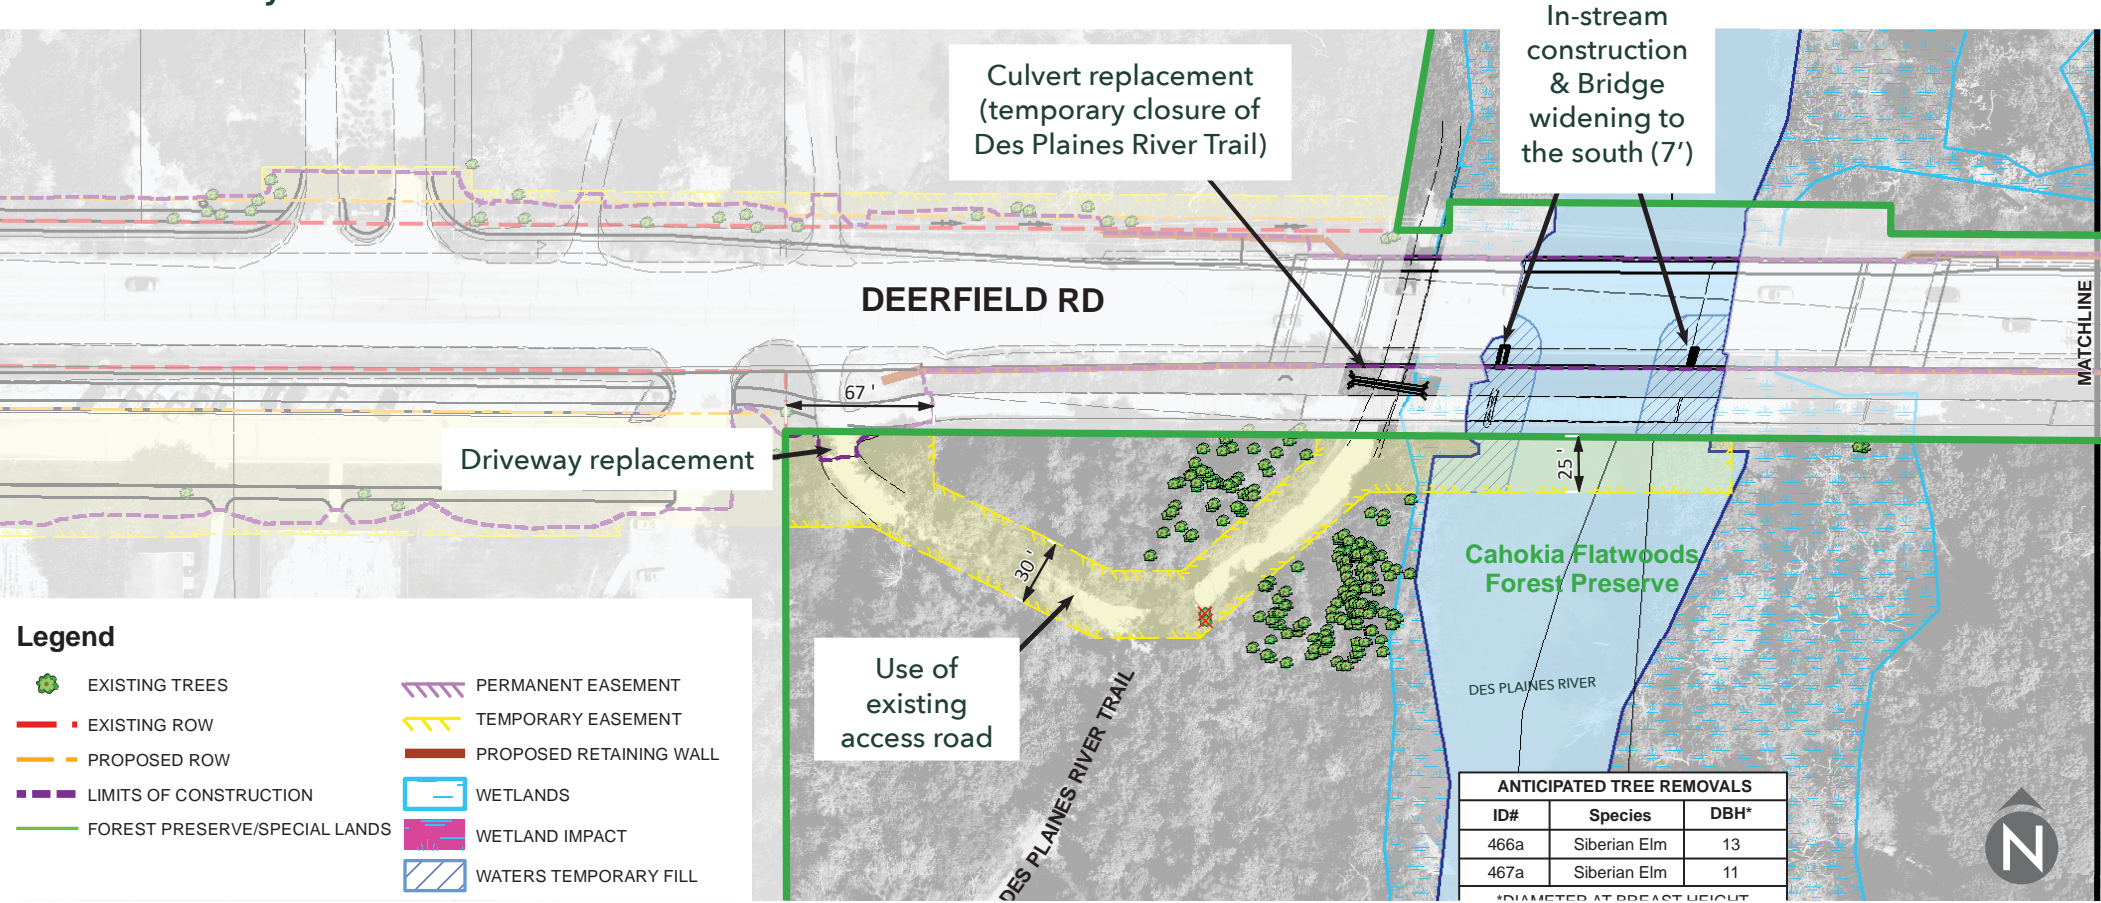 In-stream
construction
& Bridge
widening to
the south (7’)
Culvert replacement
(temporary closure of
Des Plaines River Trail)
DEERFIELD RD
MATCHLINE
67 '
Driveway replacement
25 '
30 '
Cahokia Flatwoods
Forest Preserve
Use of
existing
access road
DES PLAINES RIVER
DES PLAINES RIVER TRAIL
Legend
EXISTING TREES
EXISTING ROW
PROPOSED ROW
LIMITS OF CONSTRUCTION
FOREST PRESERVE/SPECIAL LANDS
PERMANENT EASEMENT
TEMPORARY EASEMENT
PROPOSED RETAINING WALL
WETLANDS
WETLAND IMPACT
WATERS TEMPORARY FILL
ANTICIPATED TREE REMOVALS
ID# Species DBH*
466a Siberian Elm 13
467a Siberian Elm 11
*DIAMETER AT BREAST HEIGHT
N